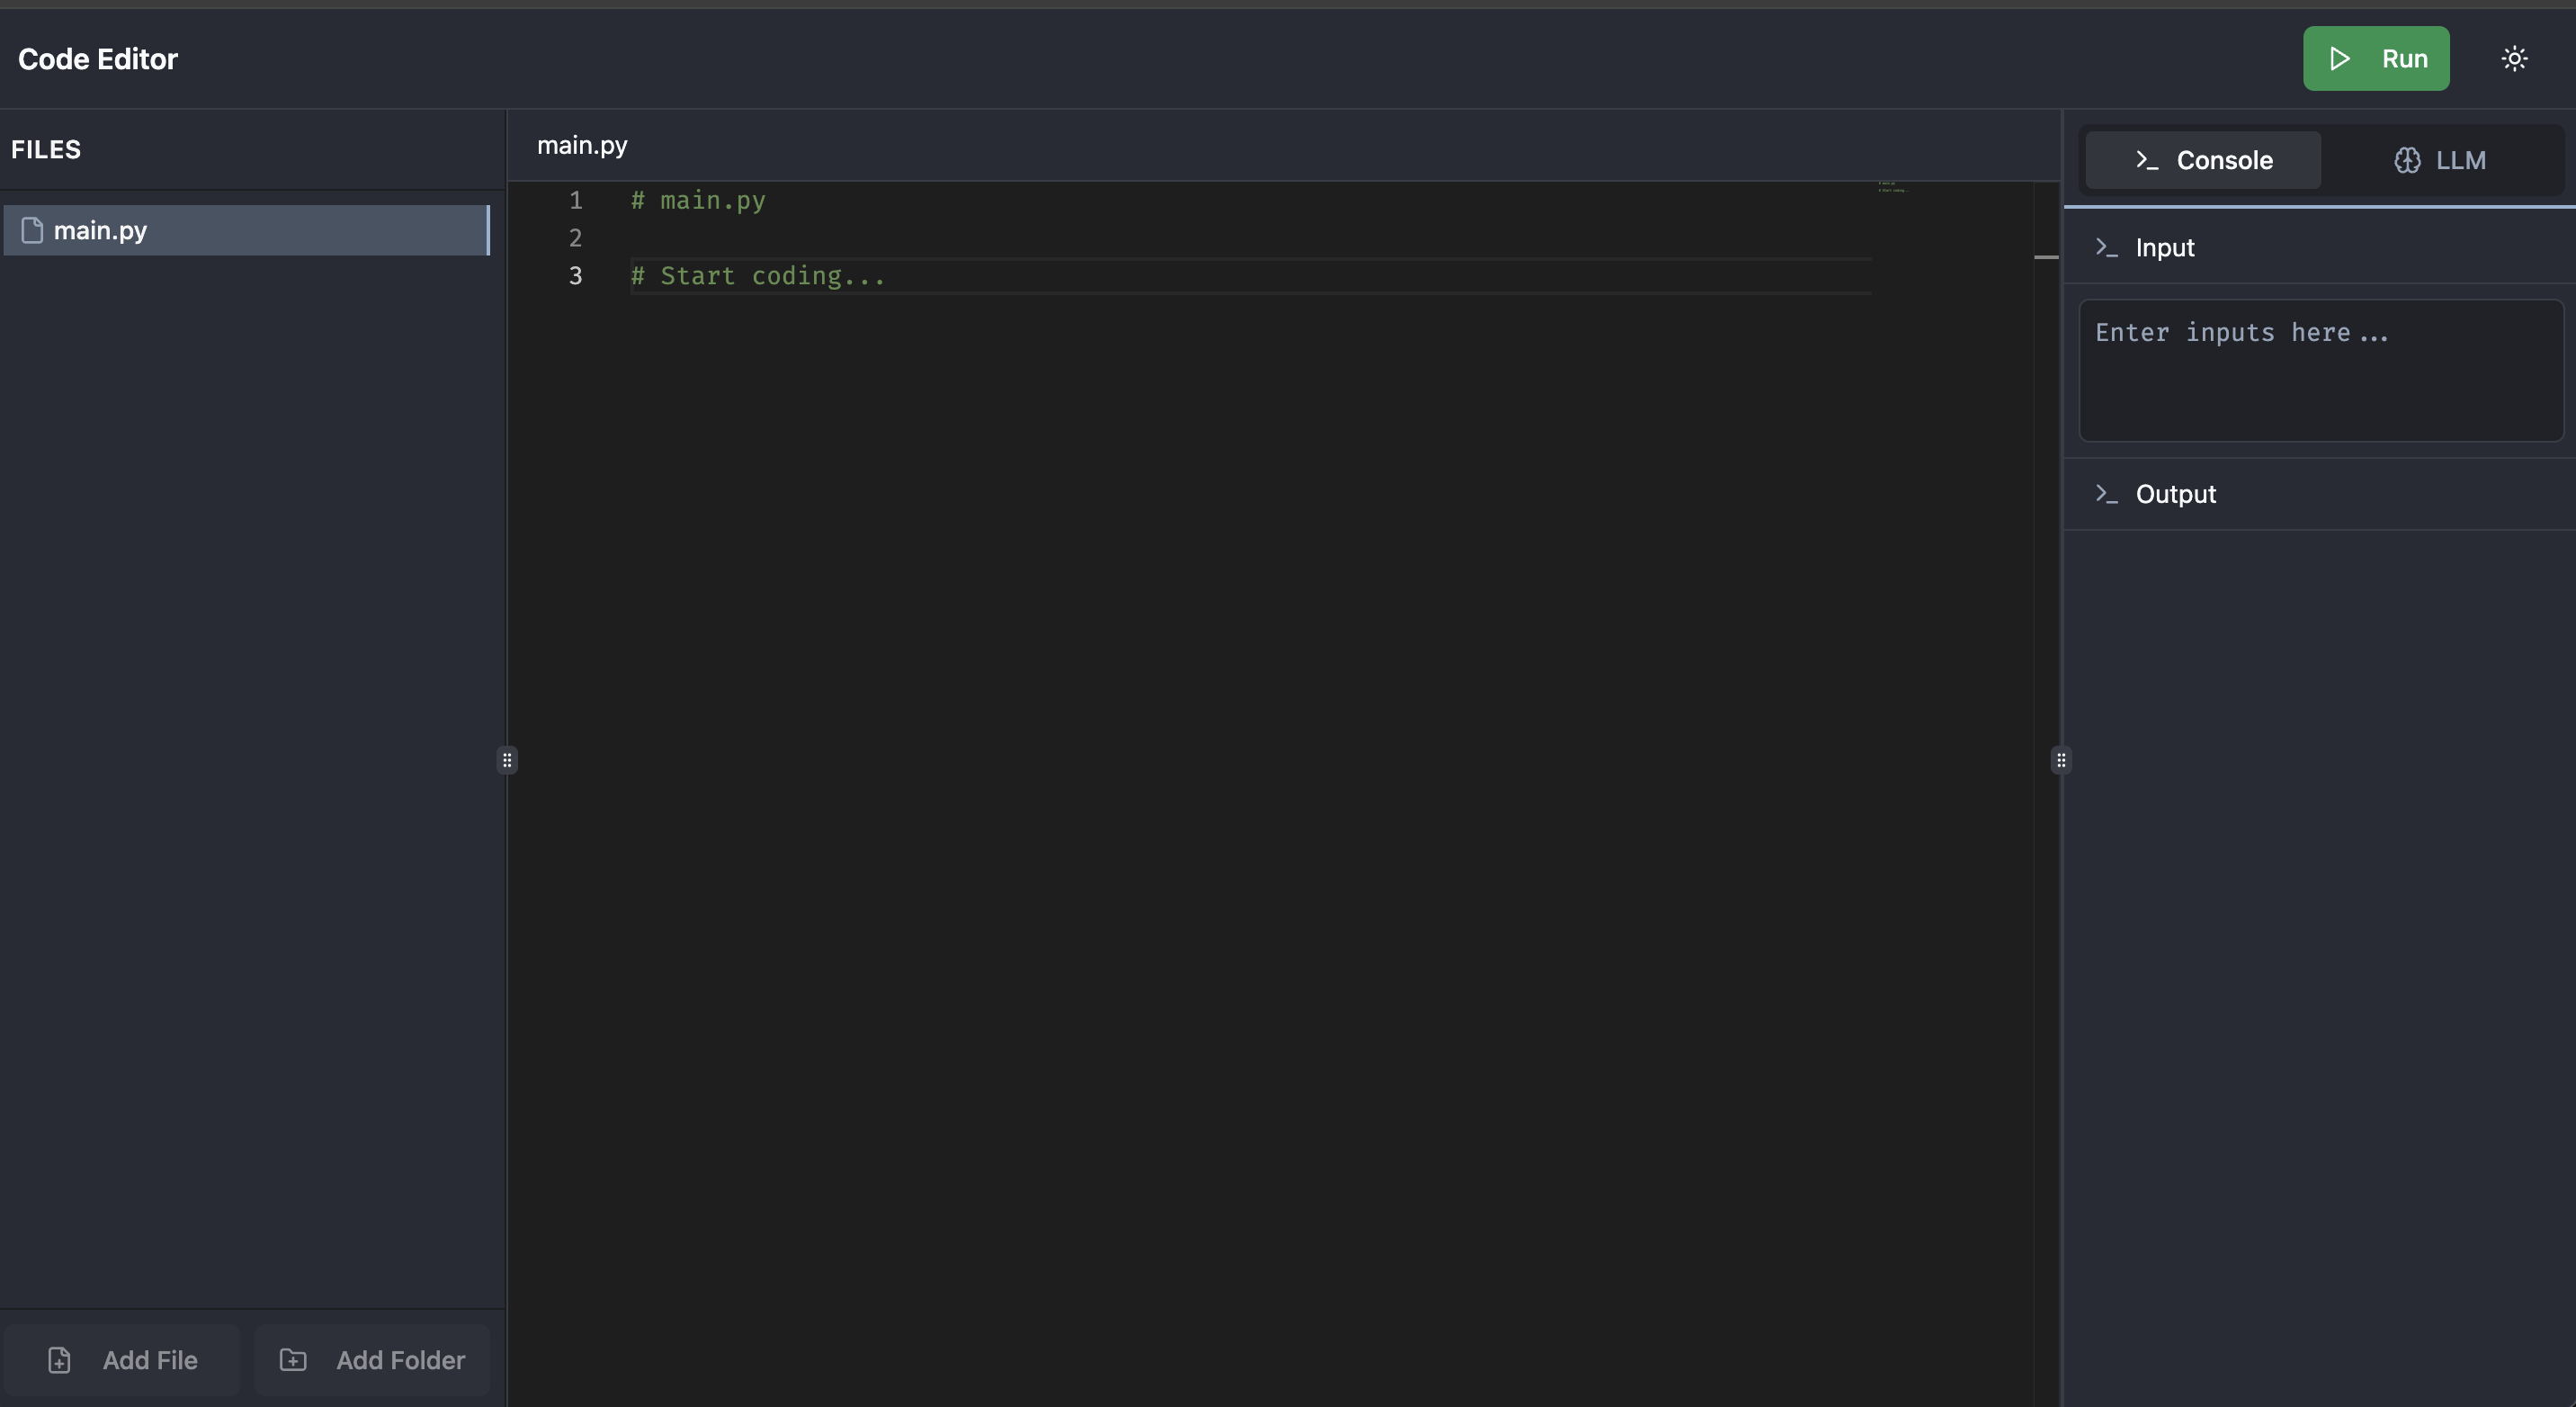 Code Editor
Run
FILES
main.py
main.py
1 # main.py
2
3 # Start coding...
Console
LLM
Input
Enter inputs here...
Output
Add File
Add Folder